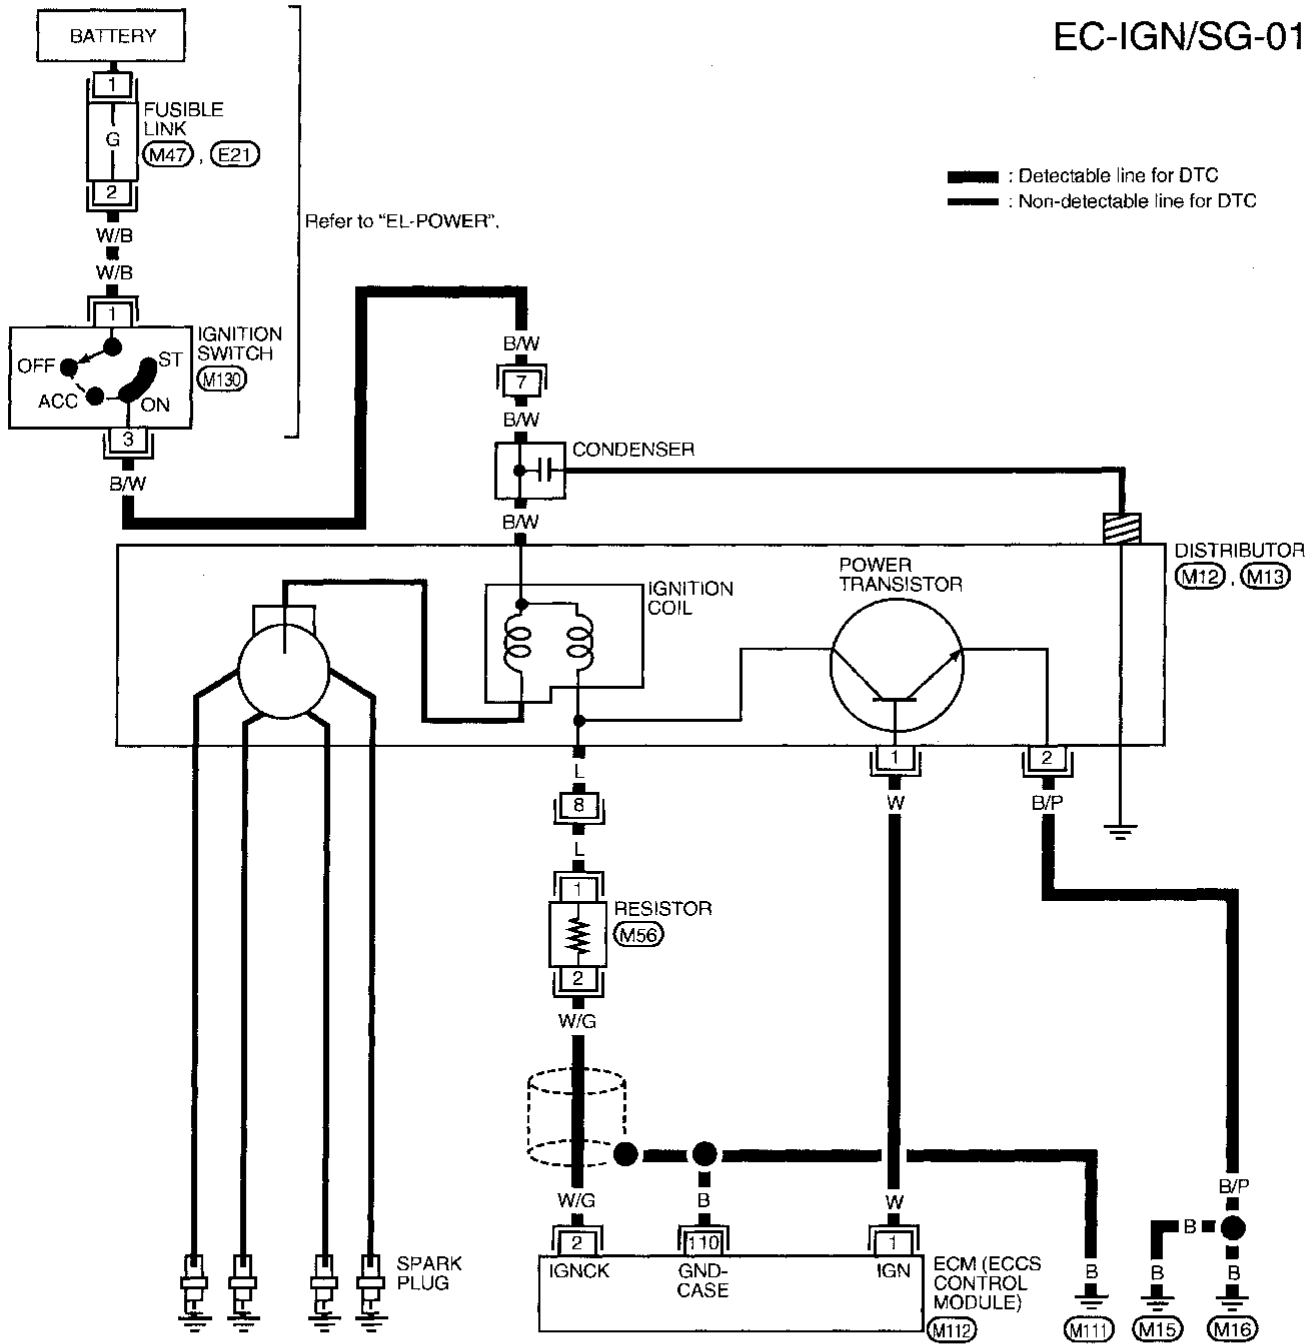 EC-IGN/SG-01
BATTERY
1
FUSIBLE
LINK
G
M47 , E21
2
W/B
W/B
Refer to "EL-POWER".
: Detectable line for DTC
: Non-detectable line for DTC
1
IGNITION
SWITCH
M130
OFF
ST
ACC
ON
3
B/W
B/W
7
B/W
CONDENSER
B/W
DISTRIBUTOR
M12 , M13
IGNITION
COIL
POWER
TRANSISTOR
1
2
L
W
B/P
8
L
1
RESISTOR
M56
2
W/G
W/G
B
W
B/P
B
2
110
1
IGNCK
GND-
CASE
IGN
ECM (ECCS
CONTROL
MODULE)
M112
SPARK
PLUG
B
B
B
M111
M15
M16